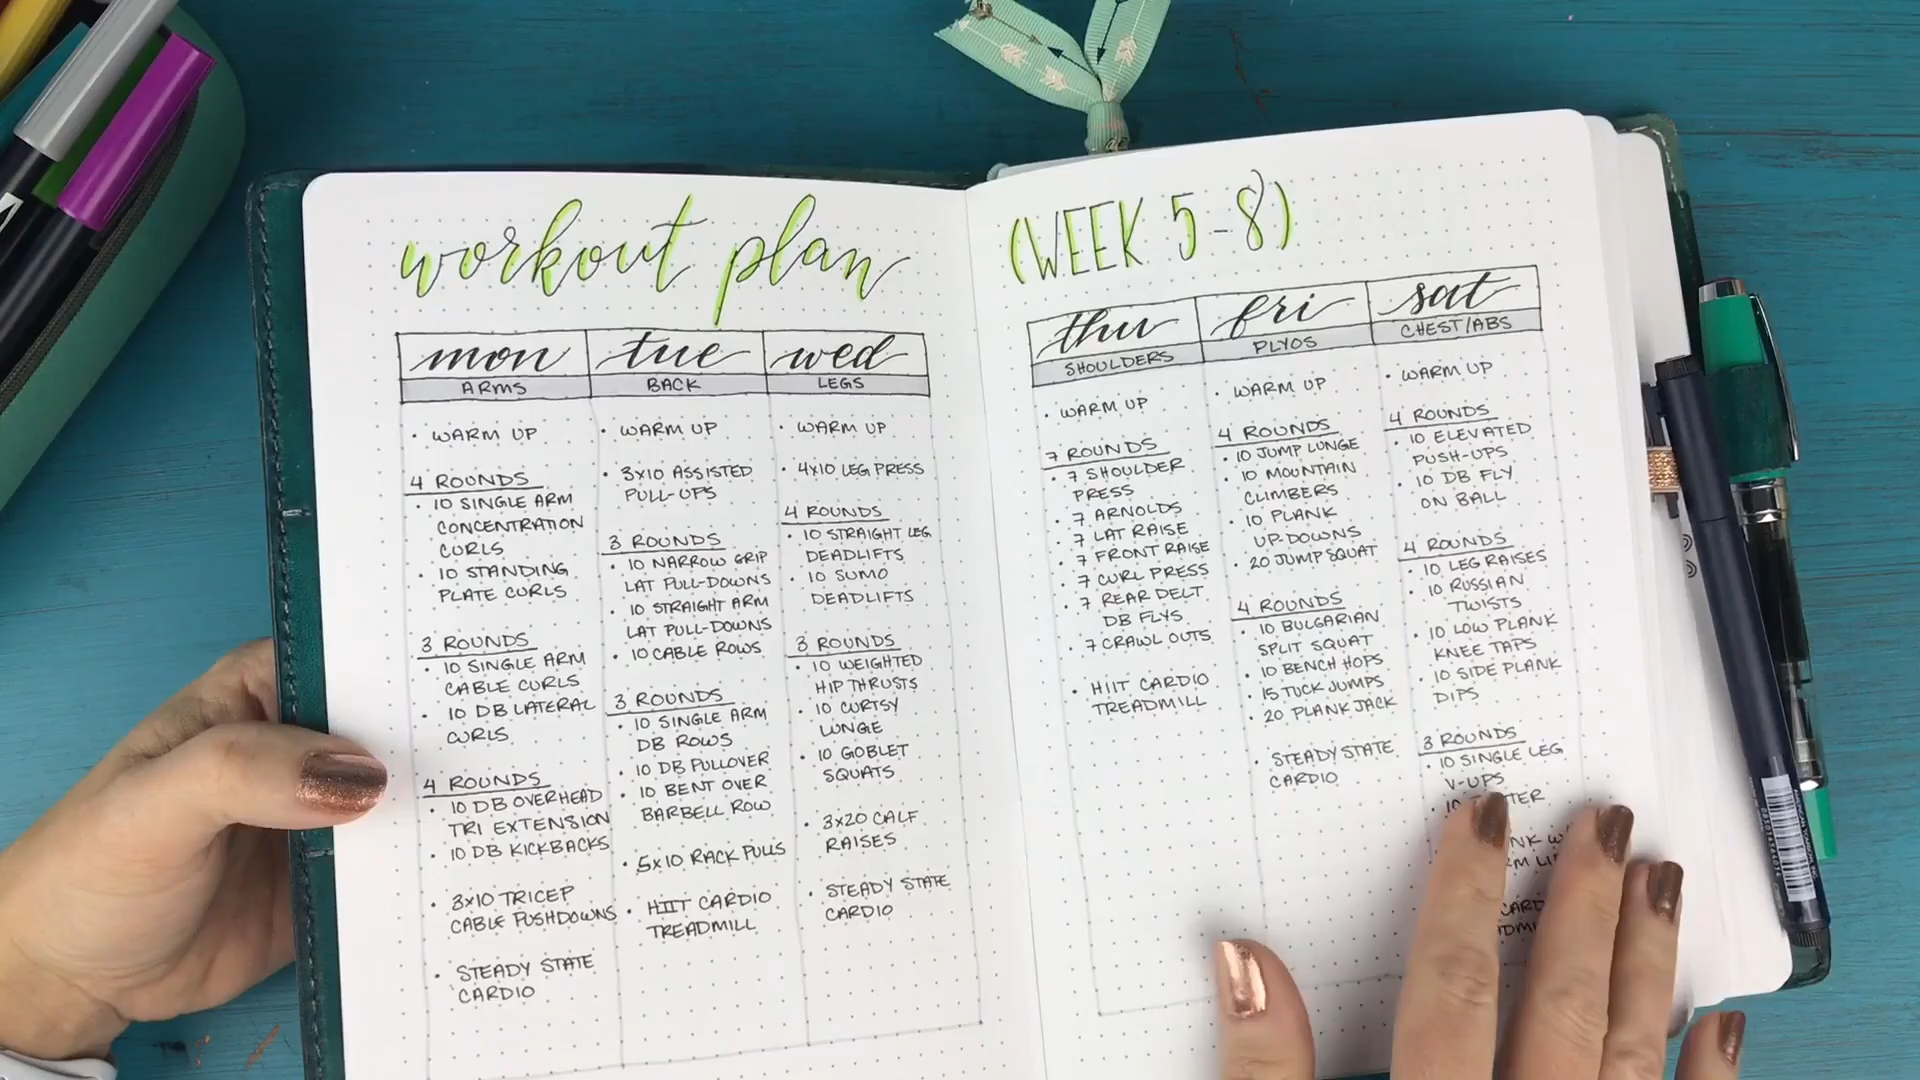 workout plan
(WEEK 5-8)
mon
ARMS
• WARM UP
4 ROUNDS
• 10 SINGLE ARM
CONCENTRATION
CURLS
• 10 STANDING
PLATE CURLS
3 ROUNDS
• 10 SINGLE ARM
CABLE CURLS
• 10 DB LATERAL
CURLS
4 ROUNDS
• 10 DB OVERHEAD
TRI EXTENSION
• 10 DB KICKBACKS
• 3x10 TRICEP
CABLE PUSHDOWNS
• STEADY STATE
CARDIO
tue
BACK
• WARM UP
• 3x10 ASSISTED
PULL-UPS
3 ROUNDS
• 10 NARROW GRIP
LAT PULL-DOWNS
• 10 STRAIGHT ARM
LAT PULL-DOWNS
• 10 CABLE ROWS
3 ROUNDS
• 10 SINGLE ARM
DB ROWS
• 10 DB PULLOVER
• 10 BENT OVER
BARBELL ROW
• 5x10 RACK PULLS
• HIIT CARDIO
TREADMILL
wed
LEGS
• WARM UP
• 4x10 LEG PRESS
4 ROUNDS
• 10 STRAIGHT LEG
DEADLIFTS
• 10 SUMO
DEADLIFTS
3 ROUNDS
• 10 WEIGHTED
HIP THRUSTS
• 10 CURTSY
LUNGE
• 10 GOBLET
SQUATS
• 3x20 CALF
RAISES
• STEADY STATE
CARDIO
thu
SHOULDERS
• WARM UP
7 ROUNDS
• 7 SHOULDER
PRESS
• 7 ARNOLDS
• 7 LAT RAISE
• 7 FRONT RAISE
• 7 CURL PRESS
• 7 REAR DELT
DB FLYS
• 7 CRAWL OUTS
• HIIT CARDIO
TREADMILL
fri
PLYOS
• WARM UP
4 ROUNDS
• 10 JUMP LUNGE
• 10 MOUNTAIN
CLIMBERS
• 10 PLANK
UP-DOWNS
• 20 JUMP SQUAT
4 ROUNDS
• 10 BULGARIAN
SPLIT SQUAT
• 10 BENCH HOPS
• 15 TUCK JUMPS
• 20 PLANK JACK
• STEADY STATE
CARDIO
sat
CHEST/ABS
• WARM UP
4 ROUNDS
• 10 ELEVATED
PUSH-UPS
• 10 DB FLY
ON BALL
4 ROUNDS
• 10 LEG RAISES
• 10 RUSSIAN
TWISTS
• 10 LOW PLANK
KNEE TAPS
• 10 SIDE PLANK
DIPS
3 ROUNDS
• 10 SINGLE LEG
V-UPS
• 10